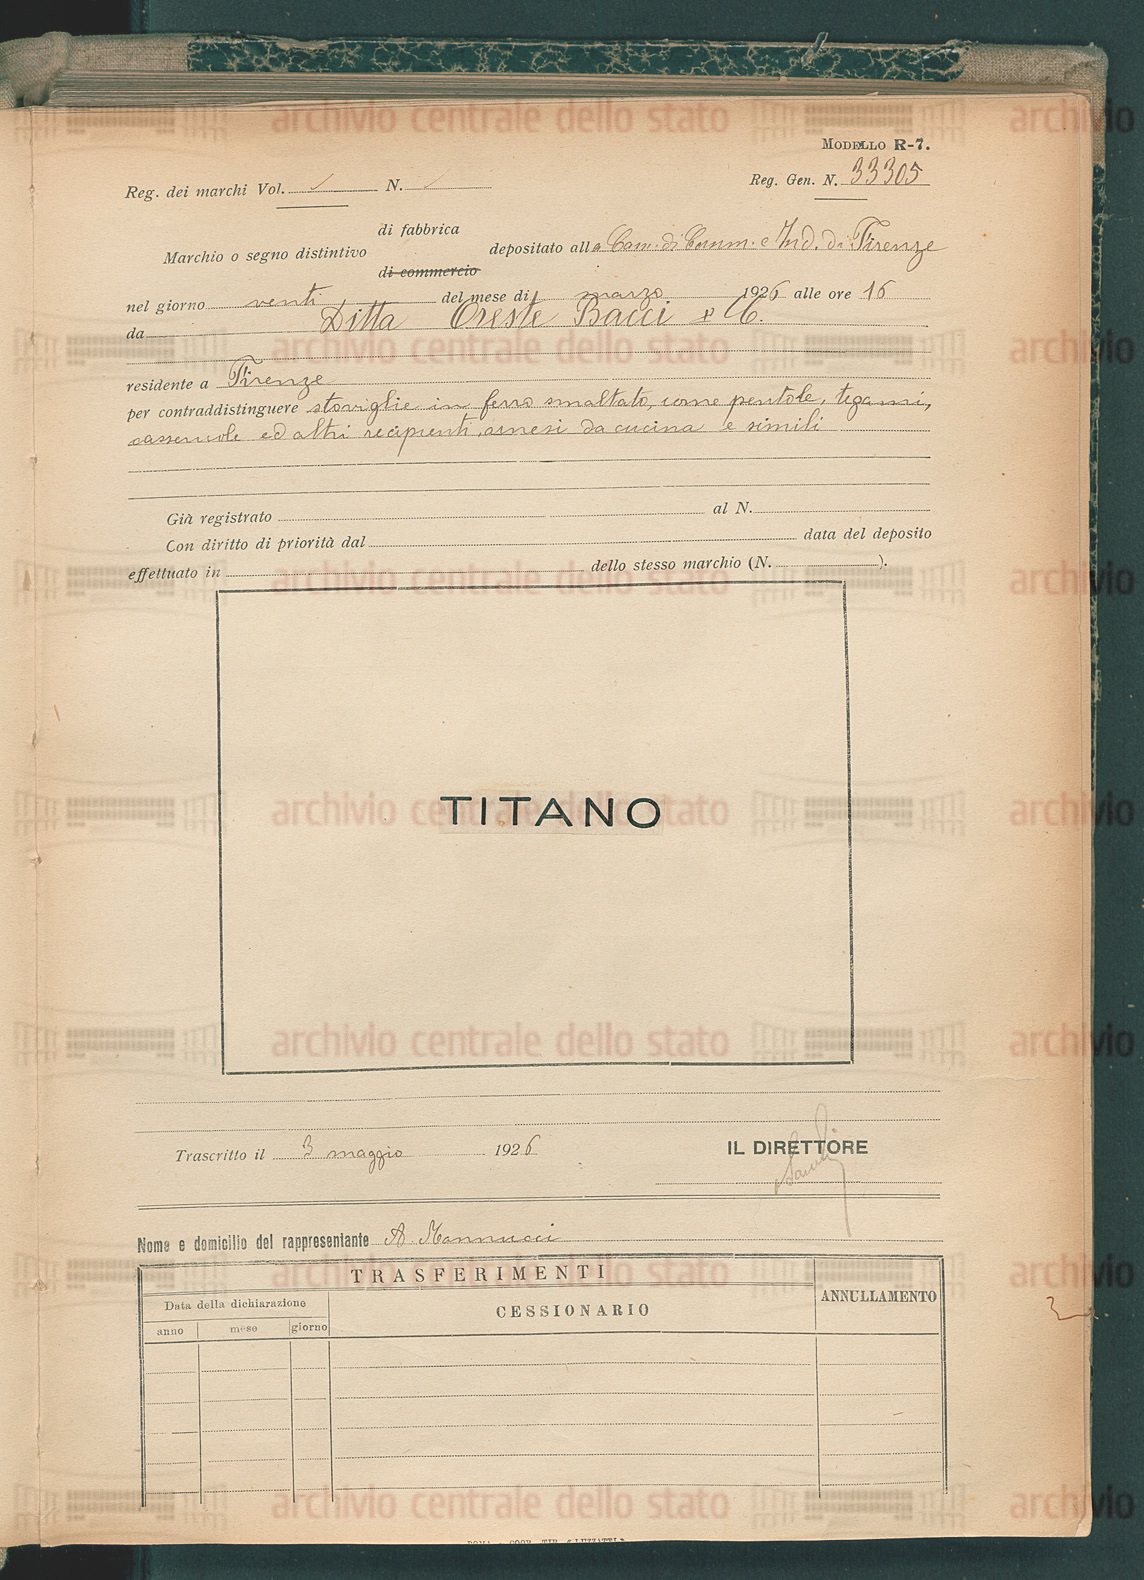 MODELLO R-7.
Reg. dei marchi Vol. ✓ N. ✓ Reg. Gen. N. 33305
di fabbrica
Marchio o segno distintivo depositato alla Cam. di Comm. e Ind. di Firenze
di commercio
nel giorno venti del mese di marzo 1926 alle ore 16
da Ditta Oreste Bacci & C.
residente a Firenze
per contraddistinguere stoviglie in ferro smaltato, come pentole, tegami,
casseruole ed altri recipienti, arnesi da cucina e simili
Già registrato al N.
Con diritto di priorità dal data del deposito
effettuato in dello stesso marchio (N. ).
TITANO
Trascritto il 3 maggio 1926 IL DIRETTORE
Nome e domicilio del rappresentante A. Mannucci
TRASFERIMENTI
ANNULLAMENTO
Data della dichiarazione
CESSIONARIO
anno mese giorno
archivio centrale dello stato